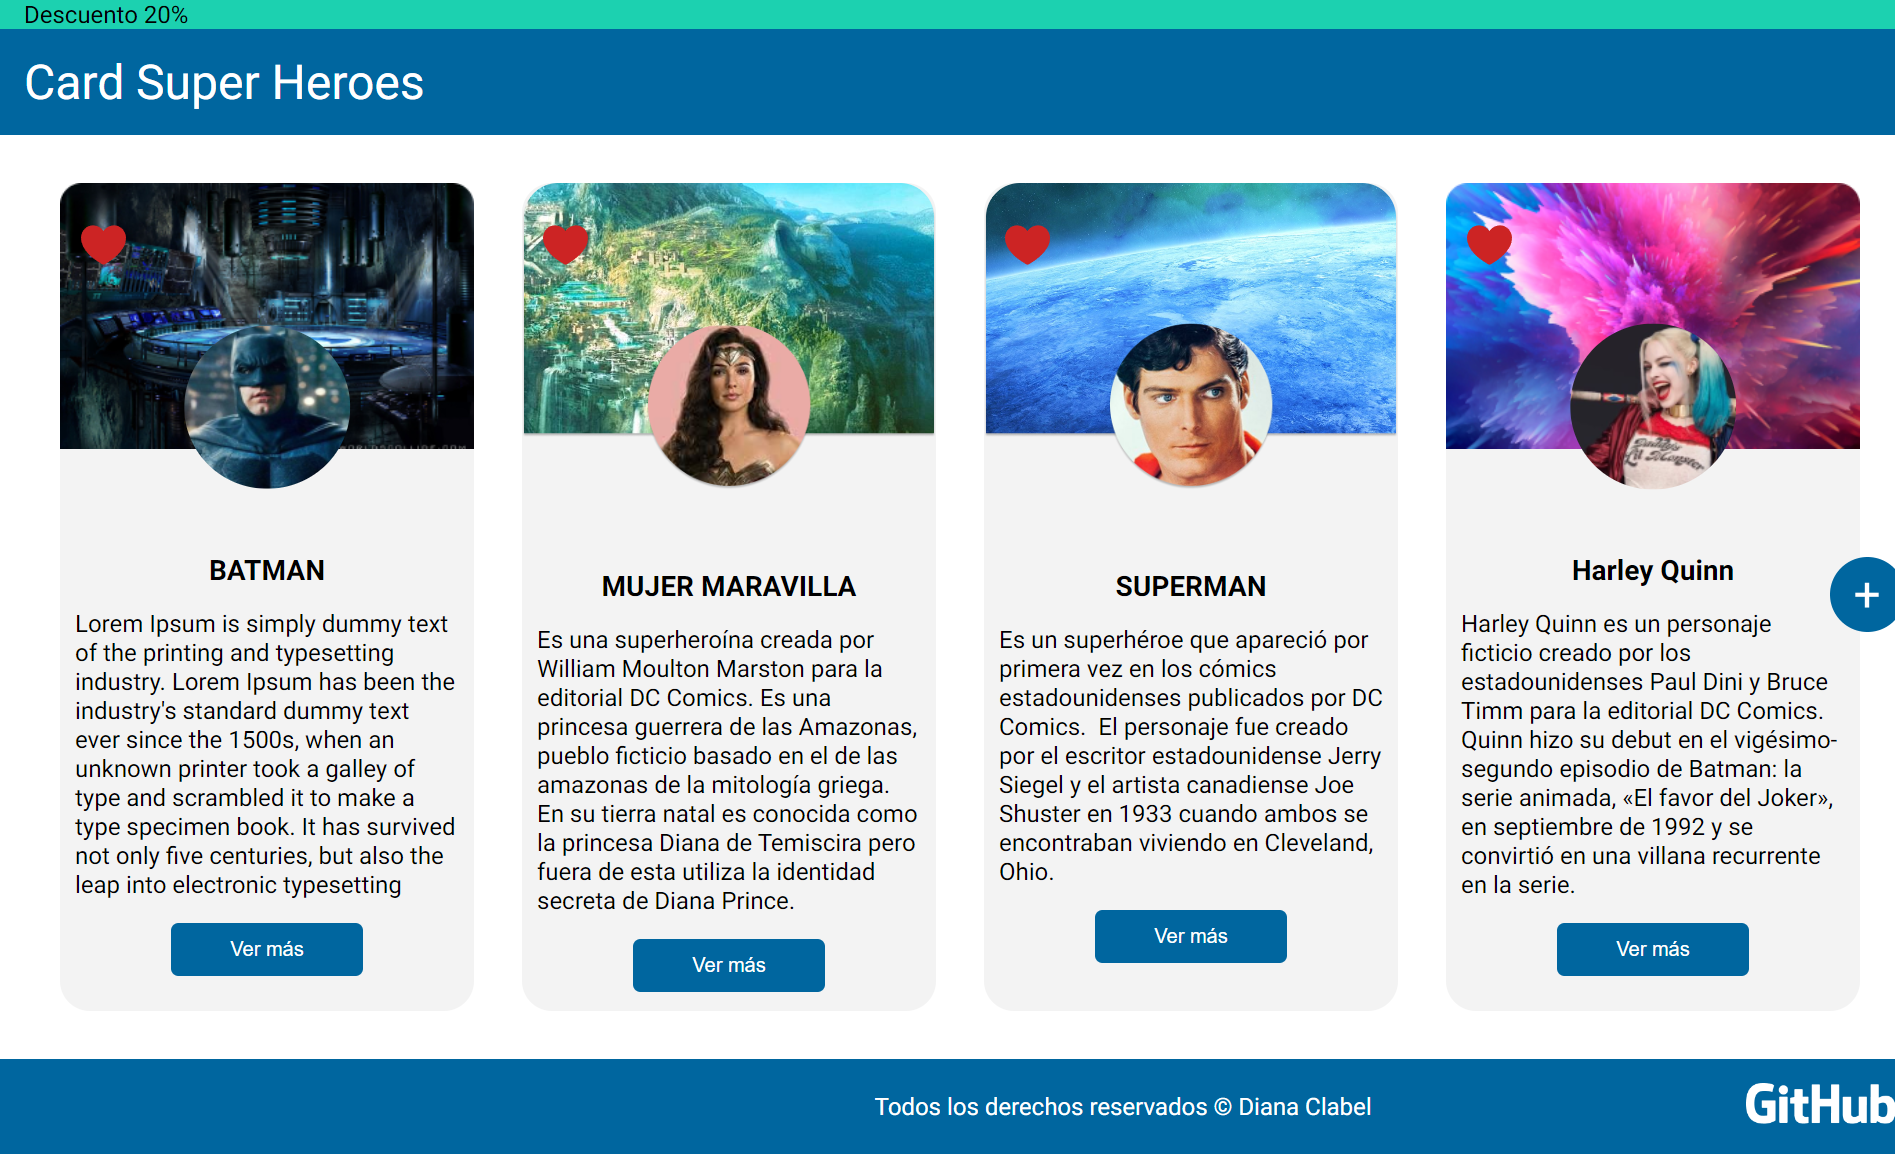 Descuento 20%
Card Super Heroes
BATMAN
Lorem Ipsum is simply dummy text
of the printing and typesetting
industry. Lorem Ipsum has been the
industry's standard dummy text
ever since the 1500s, when an
unknown printer took a galley of
type and scrambled it to make a
type specimen book. It has survived
not only five centuries, but also the
leap into electronic typesetting
Ver más
MUJER MARAVILLA
Es una superheroína creada por
William Moulton Marston para la
editorial DC Comics. Es una
princesa guerrera de las Amazonas,
pueblo ficticio basado en el de las
amazonas de la mitología griega.
En su tierra natal es conocida como
la princesa Diana de Temiscira pero
fuera de esta utiliza la identidad
secreta de Diana Prince.
Ver más
SUPERMAN
Es un superhéroe que apareció por
primera vez en los cómics
estadounidenses publicados por DC
Comics.  El personaje fue creado
por el escritor estadounidense Jerry
Siegel y el artista canadiense Joe
Shuster en 1933 cuando ambos se
encontraban viviendo en Cleveland,
Ohio.
Ver más
Daddy's
Lil Monster
Harley Quinn
Harley Quinn es un personaje
ficticio creado por los
estadounidenses Paul Dini y Bruce
Timm para la editorial DC Comics.
Quinn hizo su debut en el vigésimo-
segundo episodio de Batman: la
serie animada, «El favor del Joker»,
en septiembre de 1992 y se
convirtió en una villana recurrente
en la serie.
Ver más
+
Todos los derechos reservados © Diana Clabel
GitHub